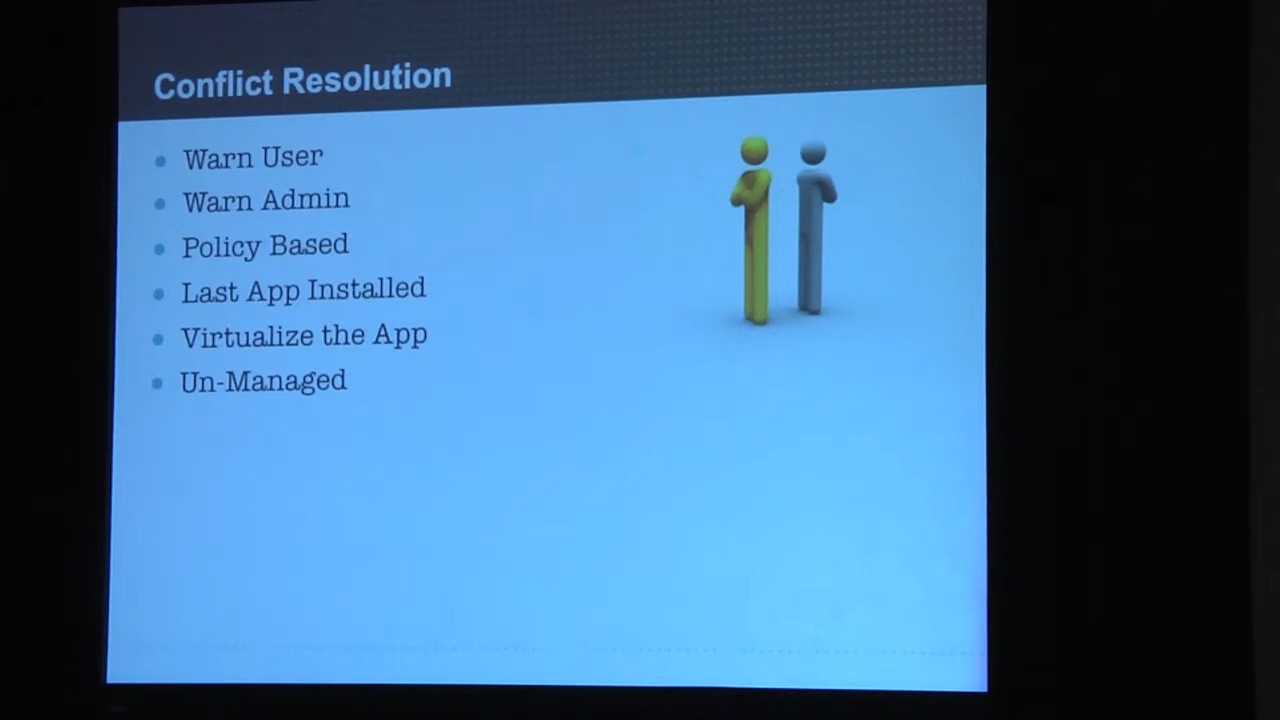 Conflict Resolution
Warn User
Warn Admin
Policy Based
Last App Installed
Virtualize the App
Un-Managed